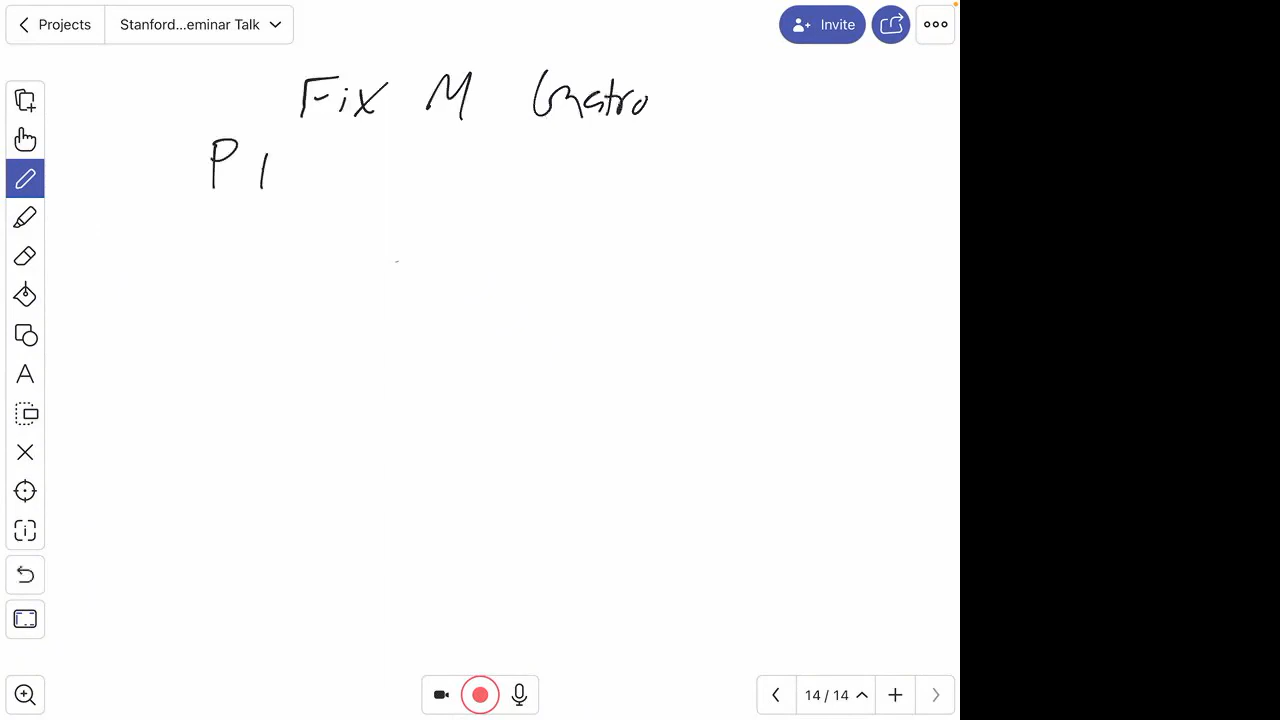 Projects
Stanford...eminar Talk
Invite
Fix M
P
A
14 / 14